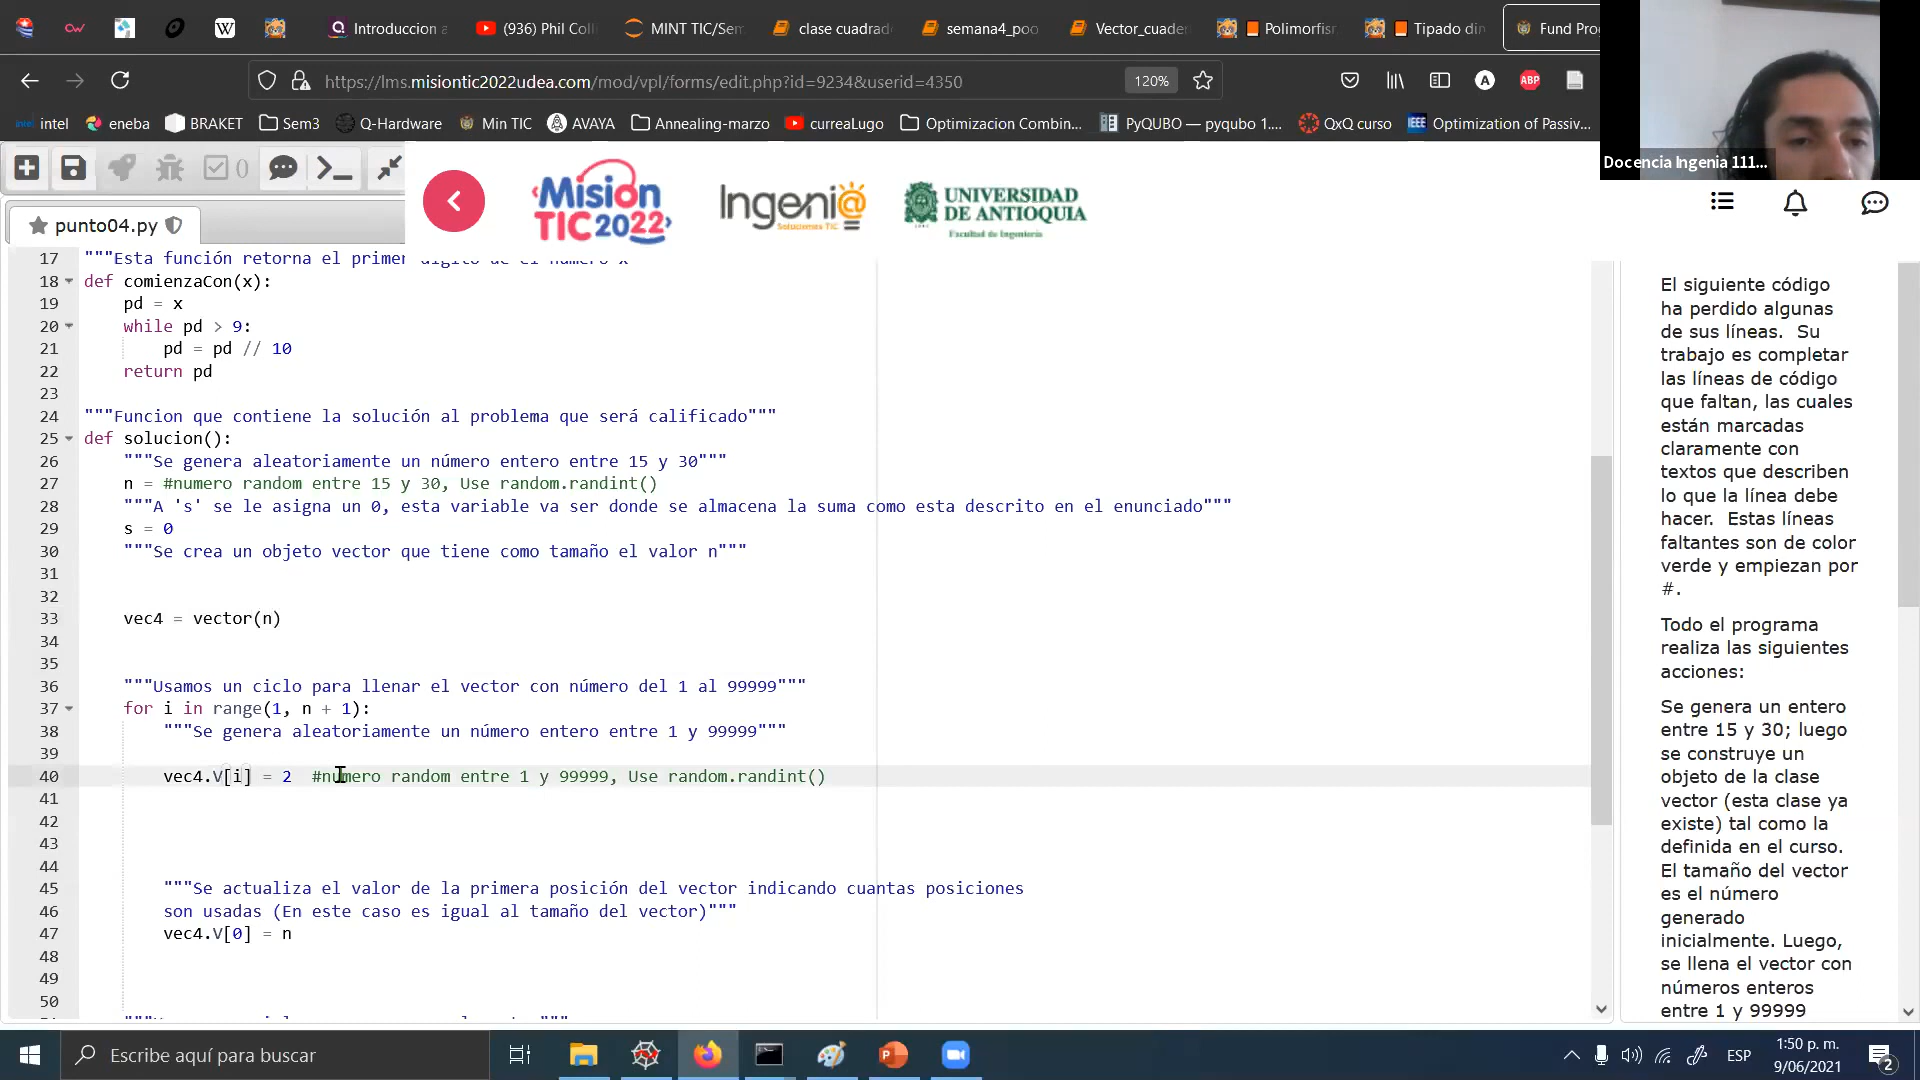 Introduccion a
(936) Phil Coll
MINT TIC/Sem
clase cuadrad
semana4_poo
Vector_cuade
Polimorfisn
Tipado din
Fund Pro
https://lms.misiontic2022udea.com/mod/vpl/forms/edit.php?id=9234&userid=4350
120%
ABP
intel
eneba
BRAKET
Sem3
Q-Hardware
Min TIC
AVAYA
Annealing-marzo
curreaLugo
Optimizacion Combin...
PyQUBO — pyqubo 1....
QxQ curso
IEEE
Optimization of Passiv...
Docencia Ingenia 111...
0
Misión
TIC2022
Ingeni@
Soluciones TIC
UNIVERSIDAD
DE ANTIOQUIA
Facultad de Ingeniería
punto04.py
17 """Esta función retorna el primer digito de el numero x
18 def comienzaCon(x):
19 pd = x
20 while pd > 9:
21 pd = pd // 10
22 return pd
23
24 """Funcion que contiene la solución al problema que será calificado"""
25 def solucion():
26 """Se genera aleatoriamente un número entero entre 15 y 30"""
27 n = #numero random entre 15 y 30, Use random.randint()
28 """A 's' se le asigna un 0, esta variable va ser donde se almacena la suma como esta descrito en el enunciado"""
29 s = 0
30 """Se crea un objeto vector que tiene como tamaño el valor n"""
31
32
33 vec4 = vector(n)
34
35
36 """Usamos un ciclo para llenar el vector con número del 1 al 99999"""
37 for i in range(1, n + 1):
38 """Se genera aleatoriamente un número entero entre 1 y 99999"""
39
40 vec4.V[i] = 2 #numero random entre 1 y 99999, Use random.randint()
41
42
43
44
45 """Se actualiza el valor de la primera posición del vector indicando cuantas posiciones
46 son usadas (En este caso es igual al tamaño del vector)"""
47 vec4.V[0] = n
48
49
50
El siguiente código
ha perdido algunas
de sus líneas. Su
trabajo es completar
las líneas de código
que faltan, las cuales
están marcadas
claramente con
textos que describen
lo que la línea debe
hacer. Estas líneas
faltantes son de color
verde y empiezan por
#.
Todo el programa
realiza las siguientes
acciones:
Se genera un entero
entre 15 y 30; luego
se construye un
objeto de la clase
vector (esta clase ya
existe) tal como la
definida en el curso.
El tamaño del vector
es el número
generado
inicialmente. Luego,
se llena el vector con
números enteros
entre 1 y 99999
Escribe aquí para buscar
ESP
1:50 p. m.
9/06/2021
2